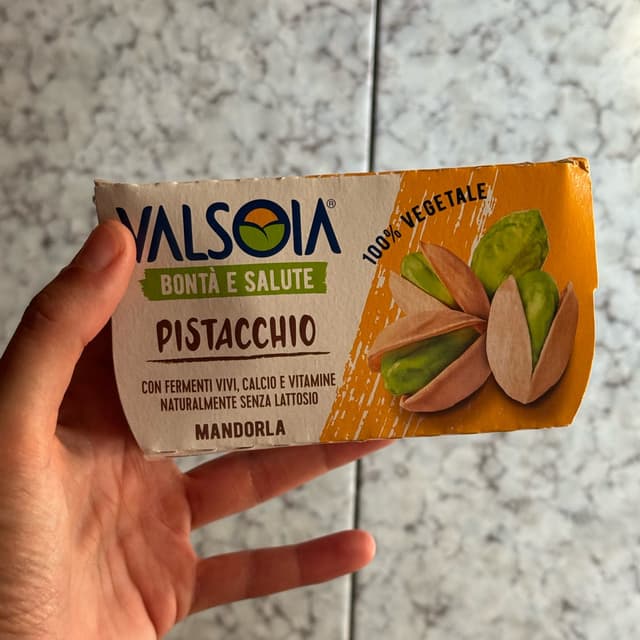 VALSOIA®
BONTÀ E SALUTE
PISTACCHIO
CON FERMENTI VIVI, CALCIO E VITAMINE
NATURALMENTE SENZA LATTOSIO
MANDORLA
100% VEGETALE